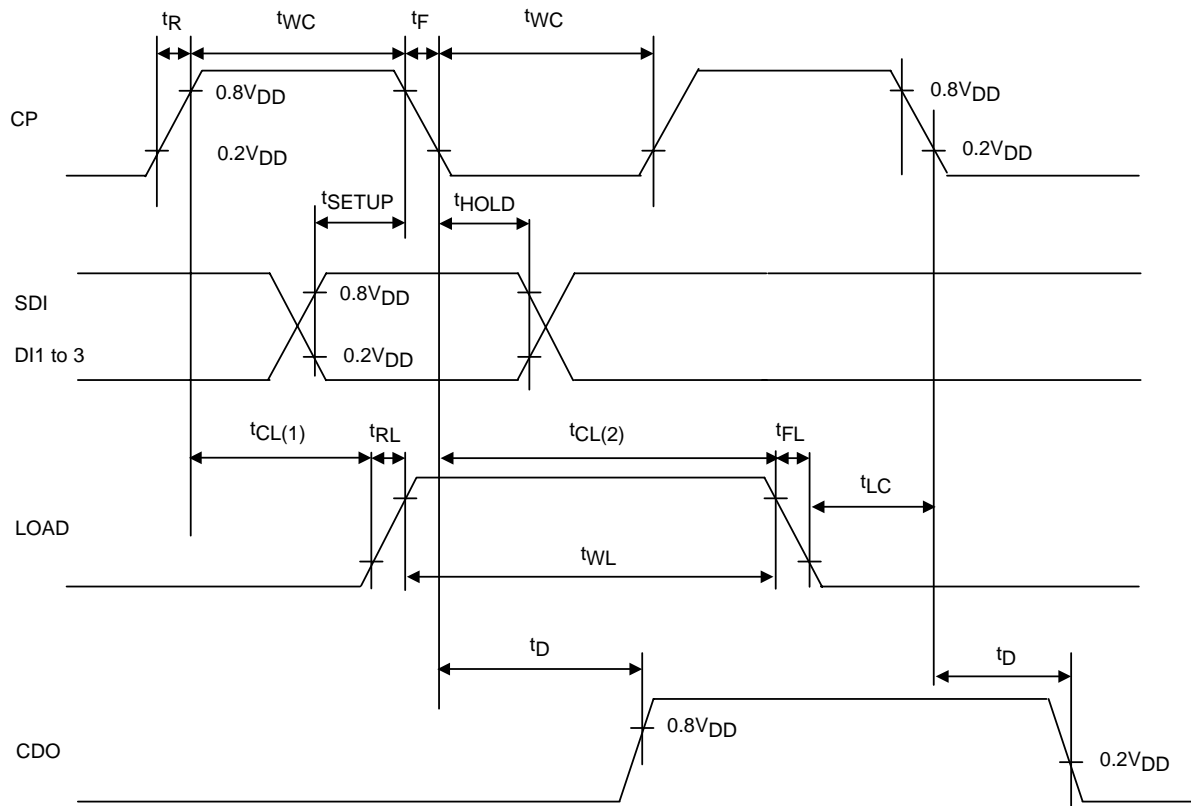 tR tWC tF tWC
CP
0.8VDD 0.8VDD
0.2VDD 0.2VDD
tSETUP tHOLD
SDI
0.8VDD
DI1 to 3
0.2VDD
tCL(1) tRL tCL(2) tFL
tLC
LOAD
tWL
tD tD
CDO
0.8VDD
0.2VDD